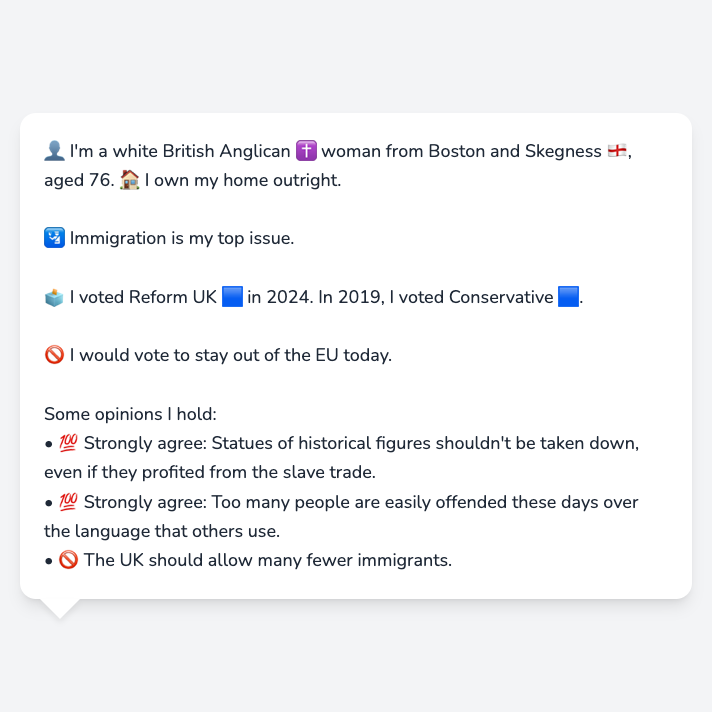 👤 I'm a white British Anglican ✝️ woman from Boston and Skegness 🏴󠁧󠁢󠁥󠁮󠁧󠁿,
aged 76. 🏠 I own my home outright.
🛂 Immigration is my top issue.
🗳️ I voted Reform UK 🟦 in 2024. In 2019, I voted Conservative 🟦.
🚫 I would vote to stay out of the EU today.
Some opinions I hold:
• 💯 Strongly agree: Statues of historical figures shouldn't be taken down,
even if they profited from the slave trade.
• 💯 Strongly agree: Too many people are easily offended these days over
the language that others use.
• 🚫 The UK should allow many fewer immigrants.